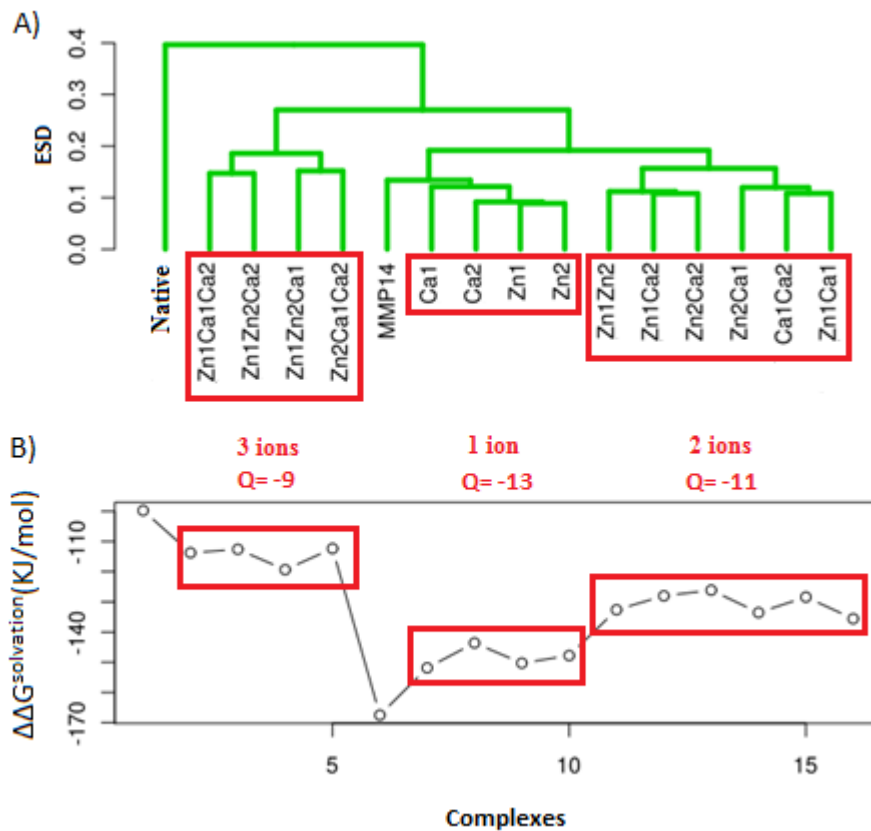 A)
ESD
0.4
0.3
0.2
0.1
0.0
Native
Zn1Ca1Ca2
Zn1Zn2Ca2
Zn1Zn2Ca1
Zn2Ca1Ca2
MMP14
Ca1
Ca2
Zn1
Zn2
Zn1Zn2
Zn1Ca2
Zn2Ca2
Zn2Ca1
Ca1Ca2
Zn1Ca1
B)
3 ions
Q= -9
1 ion
Q= -13
2 ions
Q= -11
ΔΔG^solvation(KJ/mol)
-110
-140
-170
5
10
15
Complexes